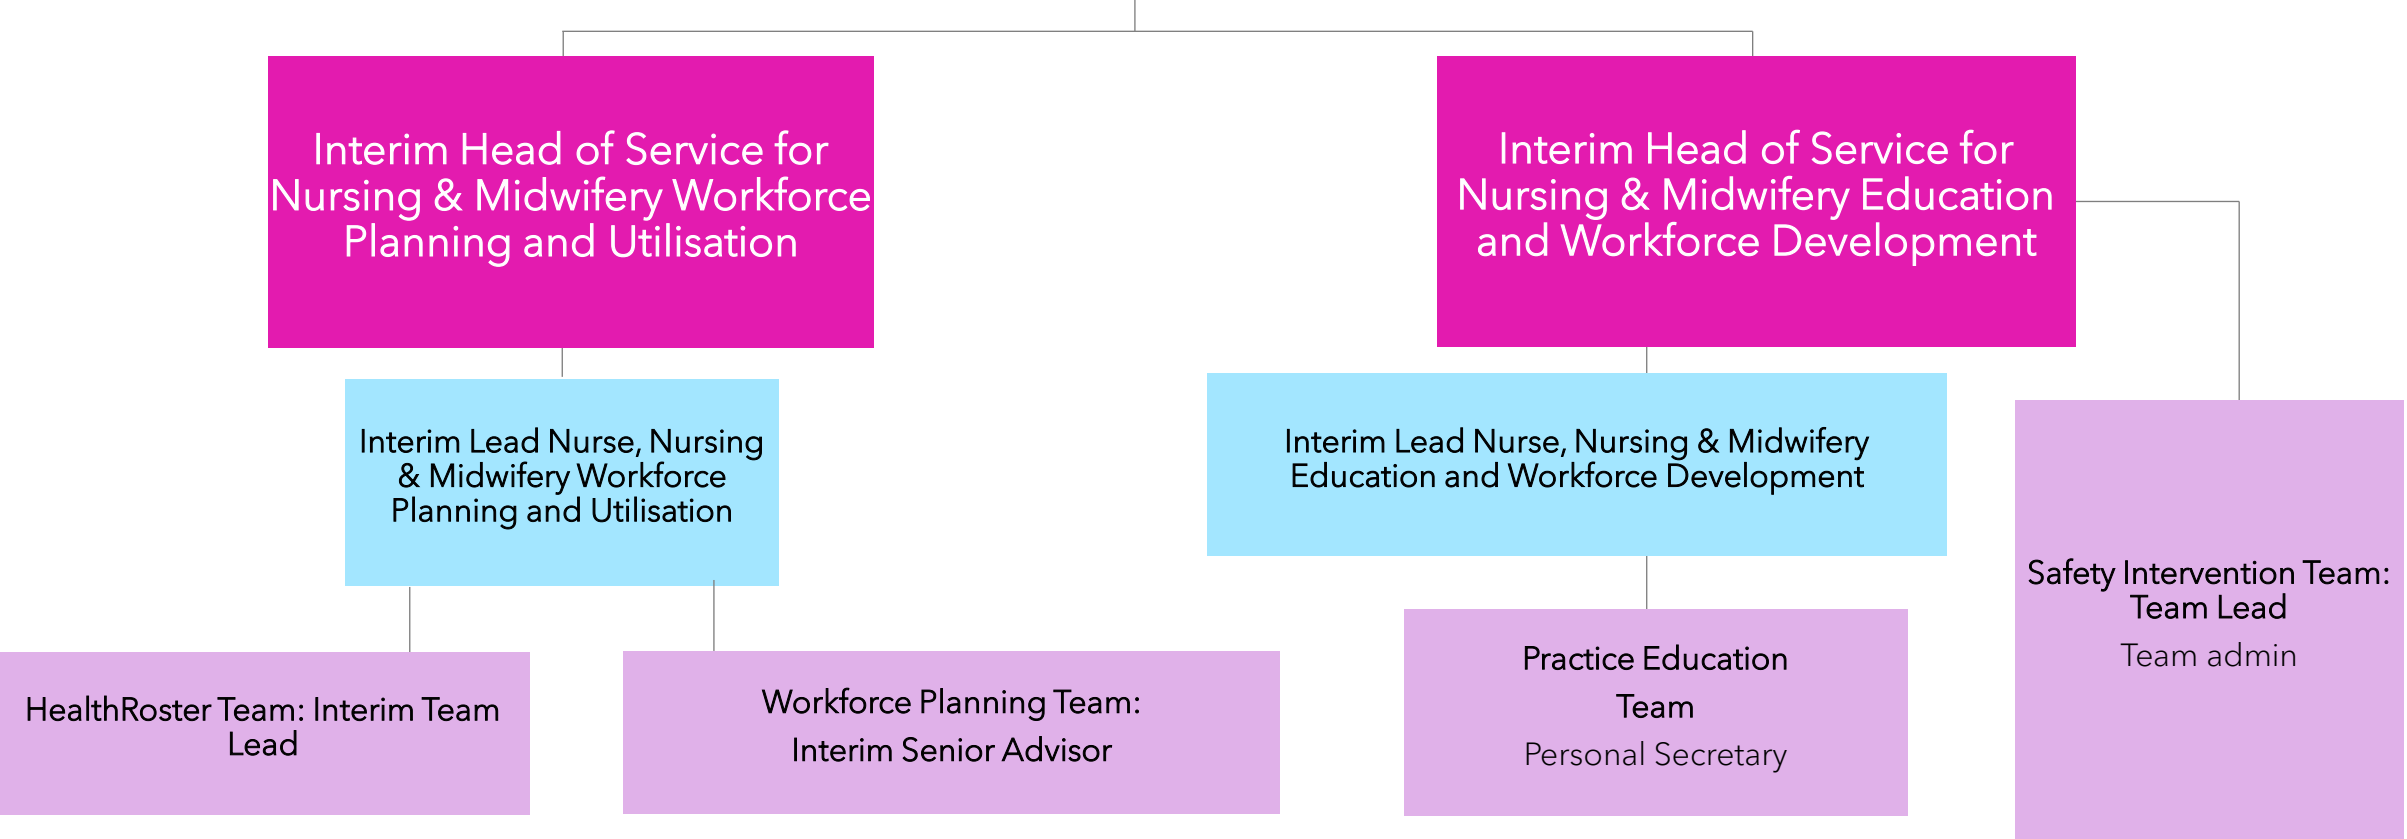 Interim Head of Service for
Nursing & Midwifery Workforce
Planning and Utilisation
Interim Head of Service for
Nursing & Midwifery Education
and Workforce Development
Interim Lead Nurse, Nursing
& Midwifery Workforce
Planning and Utilisation
Interim Lead Nurse, Nursing & Midwifery
Education and Workforce Development
Safety Intervention Team:
Team Lead
Team admin
HealthRoster Team: Interim Team
Lead
Workforce Planning Team:
Interim Senior Advisor
Practice Education
Team
Personal Secretary